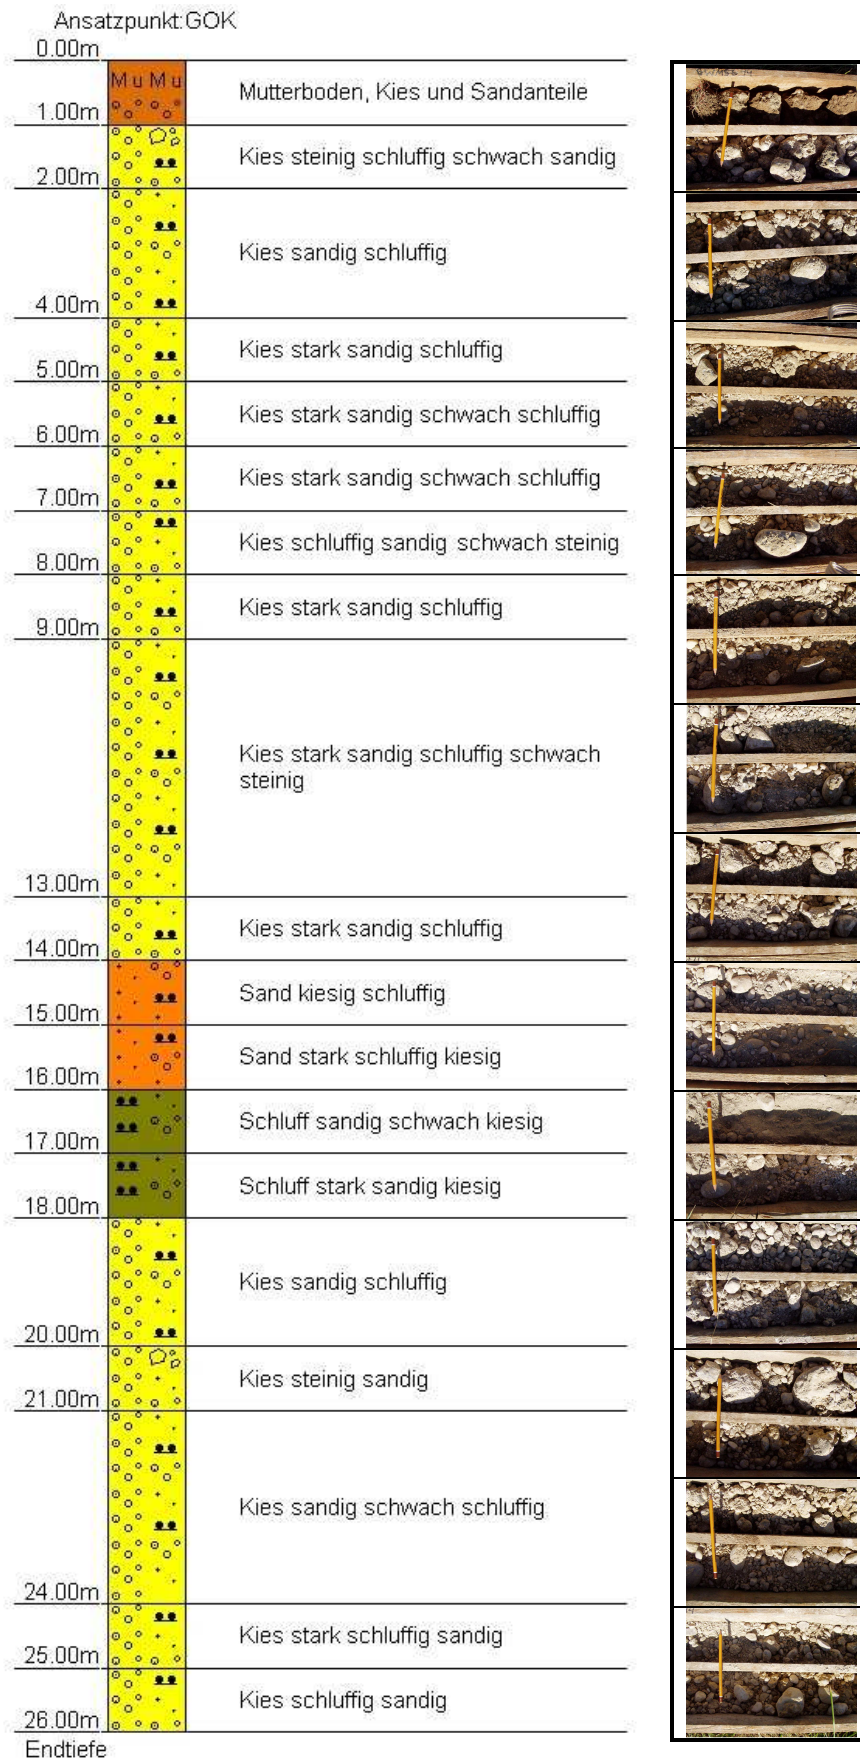 Ansatzpunkt:GOK
0.00m
Mu Mu
Mutterboden, Kies und Sandanteile
1.00m
Kies steinig schluffig schwach sandig
2.00m
Kies sandig schluffig
4.00m
Kies stark sandig schluffig
5.00m
Kies stark sandig schwach schluffig
6.00m
Kies stark sandig schwach schluffig
7.00m
Kies schluffig sandig schwach steinig
8.00m
Kies stark sandig schluffig
9.00m
Kies stark sandig schluffig schwach
steinig
13.00m
Kies stark sandig schluffig
14.00m
Sand kiesig schluffig
15.00m
Sand stark schluffig kiesig
16.00m
Schluff sandig schwach kiesig
17.00m
Schluff stark sandig kiesig
18.00m
Kies sandig schluffig
20.00m
Kies steinig sandig
21.00m
Kies sandig schwach schluffig
24.00m
Kies stark schluffig sandig
25.00m
Kies schluffig sandig
26.00m
Endtiefe